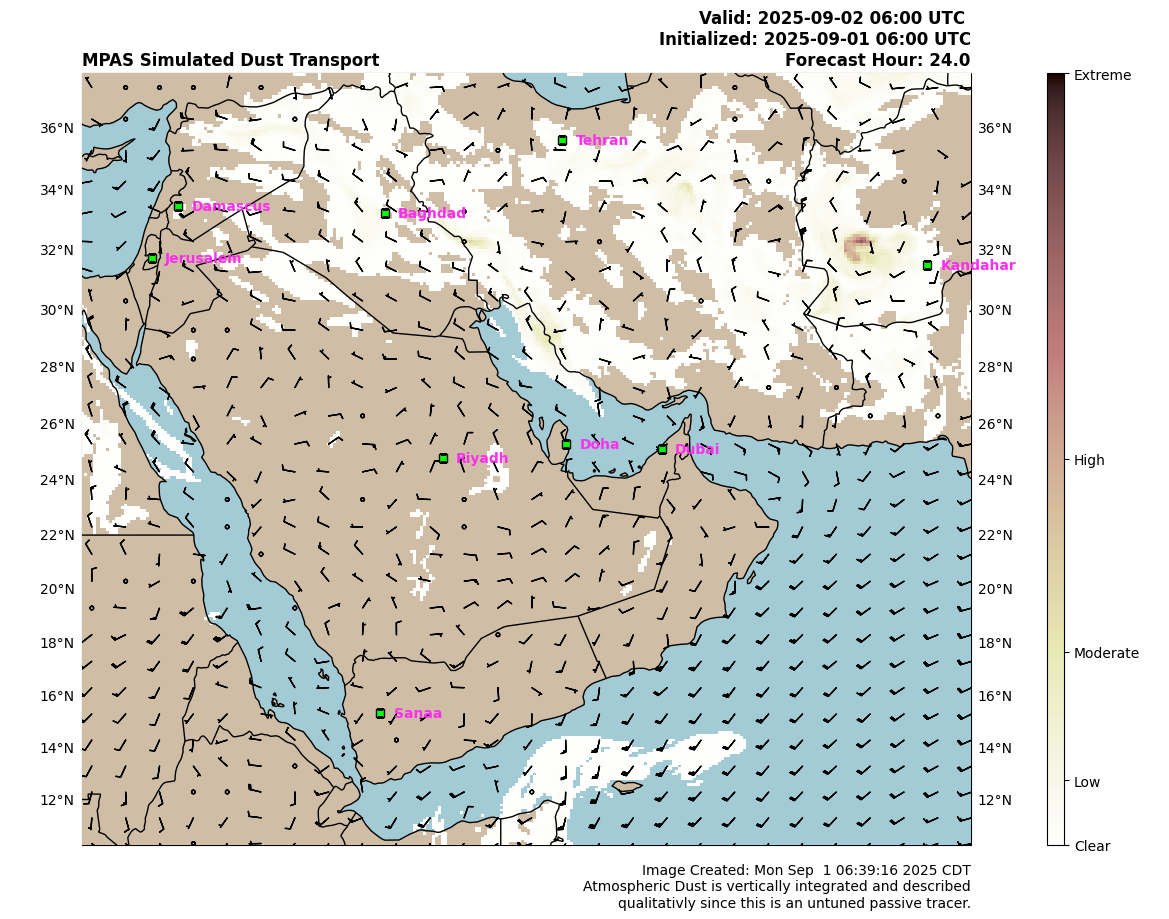 Valid: 2025-09-02 06:00 UTC
Initialized: 2025-09-01 06:00 UTC
MPAS Simulated Dust Transport
Forecast Hour: 24.0
Extreme
High
Moderate
Low
Clear
36°N
34°N
32°N
30°N
28°N
26°N
24°N
22°N
20°N
18°N
16°N
14°N
12°N
36°N
34°N
32°N
30°N
28°N
26°N
24°N
22°N
20°N
18°N
16°N
14°N
12°N
Tehran
Damascus
Baghdad
Jerusalem
Kandahar
Doha
Dubai
Riyadh
Sanaa
Image Created: Mon Sep  1 06:39:16 2025 CDT
Atmospheric Dust is vertically integrated and described
qualitativly since this is an untuned passive tracer.